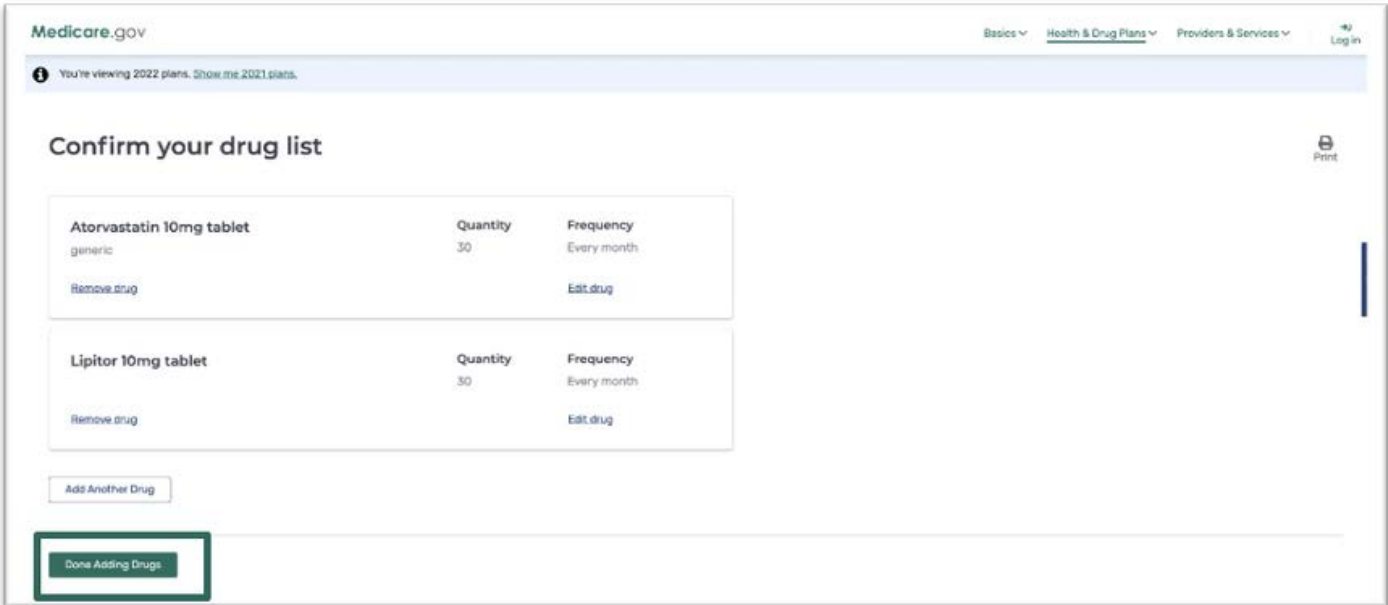 Medicare.gov
Basics Health & Drug Plans Providers & Services Log in
You're viewing 2022 plans. Show me 2021 plans.
Confirm your drug list
Print
Atorvastatin 10mg tablet Quantity Frequency
generic 30 Every month
Remove drug Edit drug
Lipitor 10mg tablet Quantity Frequency
30 Every month
Remove drug Edit drug
Add Another Drug
Done Adding Drugs